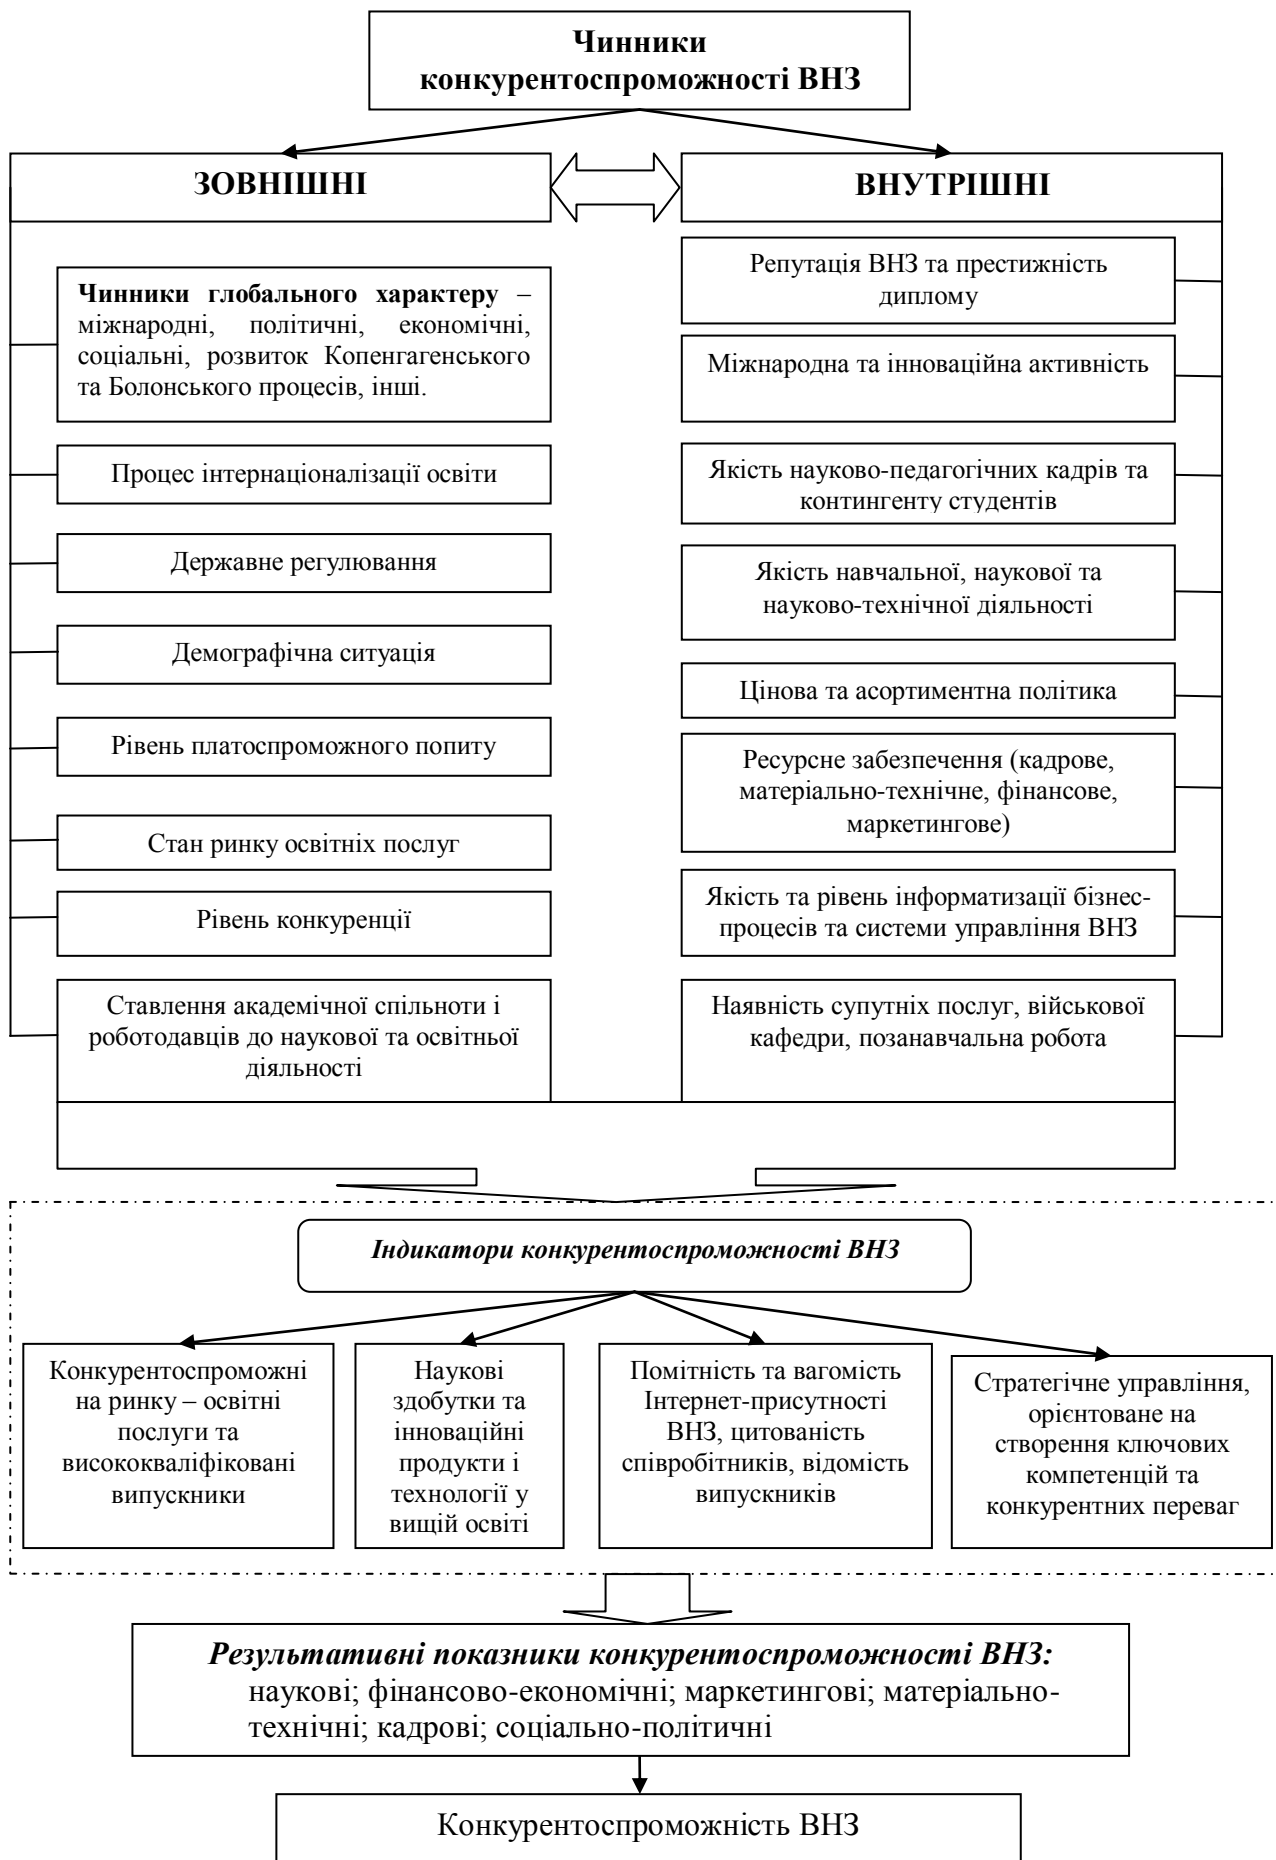 Чинники
конкурентоспроможності ВНЗ
ЗОВНІШНІ
ВНУТРІШНІ
Чинники глобального характеру –
міжнародні, політичні, економічні,
соціальні, розвиток Копенгагенського
та Болонського процесів, інші.
Процес інтернаціоналізації освіти
Державне регулювання
Демографічна ситуація
Рівень платоспроможного попиту
Стан ринку освітніх послуг
Рівень конкуренції
Ставлення академічної спільноти і
роботодавців до наукової та освітньої
діяльності
Репутація ВНЗ та престижність
диплому
Міжнародна та інноваційна активність
Якість науково-педагогічних кадрів та
контингенту студентів
Якість навчальної, наукової та
науково-технічної діяльності
Цінова та асортиментна політика
Ресурсне забезпечення (кадрове,
матеріально-технічне, фінансове,
маркетингове)
Якість та рівень інформатизації бізнес-
процесів та системи управління ВНЗ
Наявність супутніх послуг, військової
кафедри, позанавчальна робота
Індикатори конкурентоспроможності ВНЗ
Конкурентоспроможні
на ринку – освітні
послуги та
висококваліфіковані
випускники
Наукові
здобутки та
інноваційні
продукти і
технології у
вищій освіті
Помітність та вагомість
Інтернет-присутності
ВНЗ, цитованість
співробітників, відомість
випускників
Стратегічне управління,
орієнтоване на
створення ключових
компетенцій та
конкурентних переваг
Результативні показники конкурентоспроможності ВНЗ:
наукові; фінансово-економічні; маркетингові; матеріально-
технічні; кадрові; соціально-політичні
Конкурентоспроможність ВНЗ